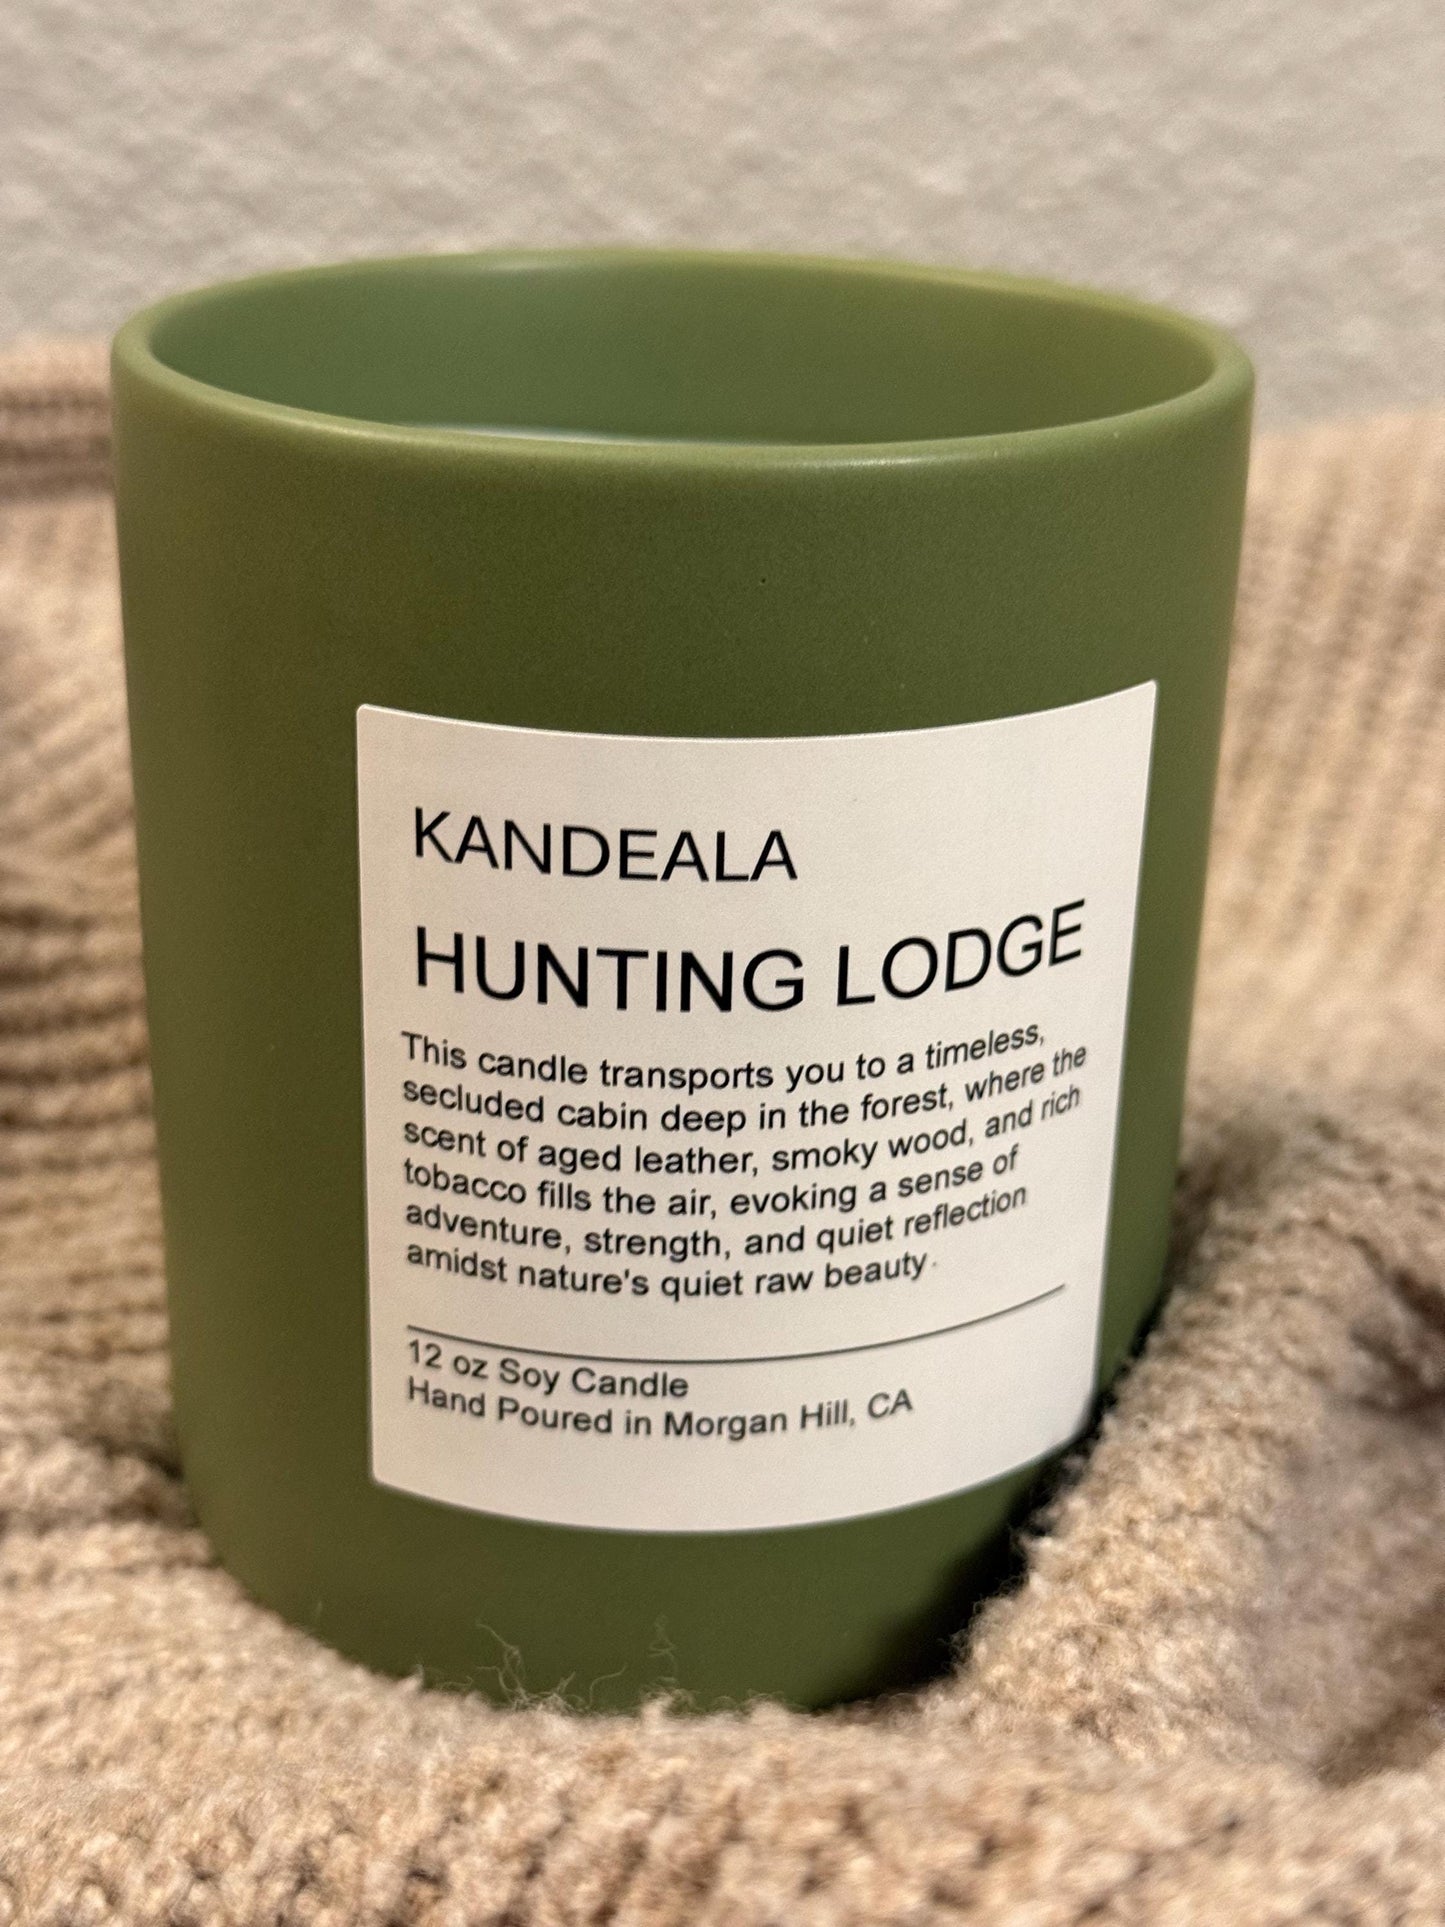 KANDEALA
HUNTING LODGE
This candle transports you to a timeless,
secluded cabin deep in the forest, where the
scent of aged leather, smoky wood, and rich
tobacco fills the air, evoking a sense of
adventure, strength, and quiet reflection
amidst nature's quiet raw beauty.
12 oz Soy Candle
Hand Poured in Morgan Hill, CA